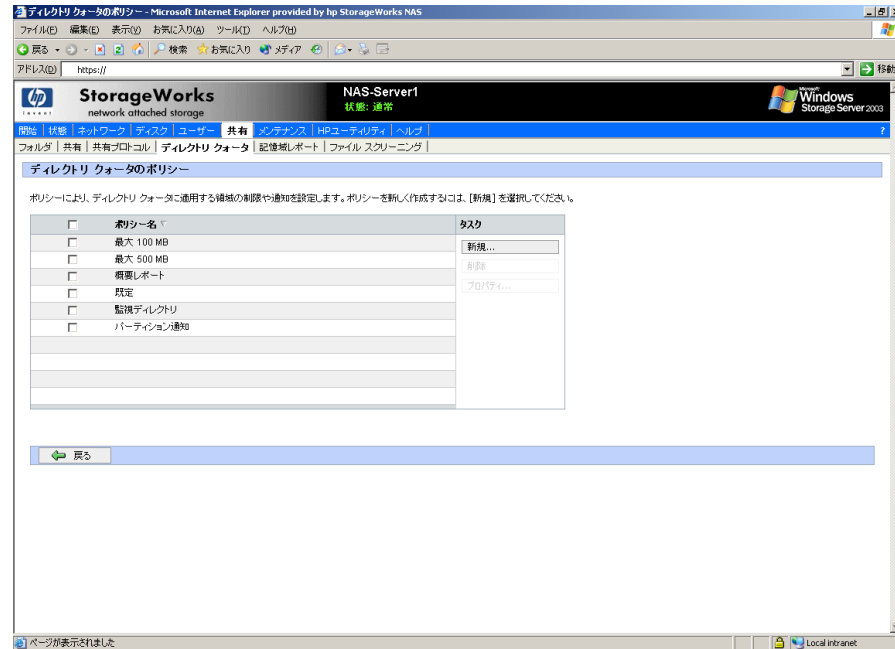 ディレクトリ クォータのポリシー - Microsoft Internet Explorer provided by hp StorageWorks NAS
ファイル(F) 編集(E) 表示(V) お気に入り(A) ツール(T) ヘルプ(H)
戻る 検索 お気に入り メディア
アドレス(D) https:// 移動
hp invent StorageWorks NAS-Server1 Microsoft Windows
network attached storage 状態: 通常 Storage Server 2003
開始 | 状態 | ネットワーク | ディスク | ユーザー | 共有 | メンテナンス | HPユーティリティ | ヘルプ | ?
フォルダ | 共有 | 共有プロトコル | ディレクトリ クォータ | 記憶域レポート | ファイル スクリーニング |
ディレクトリ クォータのポリシー
ポリシーにより、ディレクトリ クォータに適用する領域の制限や通知を設定します。ポリシーを新しく作成するには、[新規] を選択してください。
ポリシー名 タスク
最大 100 MB
新規...
最大 500 MB
削除
概要レポート
プロパティ...
既定
監視ディレクトリ
パーティション通知
戻る
ページが表示されました Local intranet